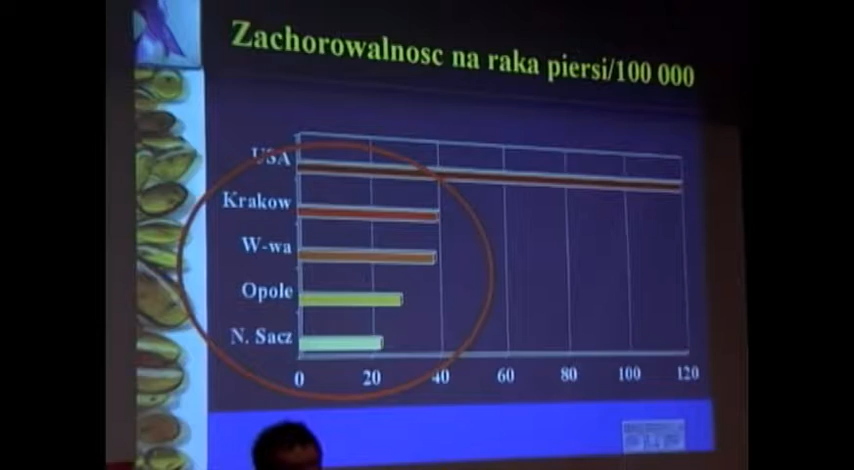 Zachorowalnosc na raka piersi/100 000
USA
Krakow
W-wa
Opole
N. Sacz
0 20 40 60 80 100 120